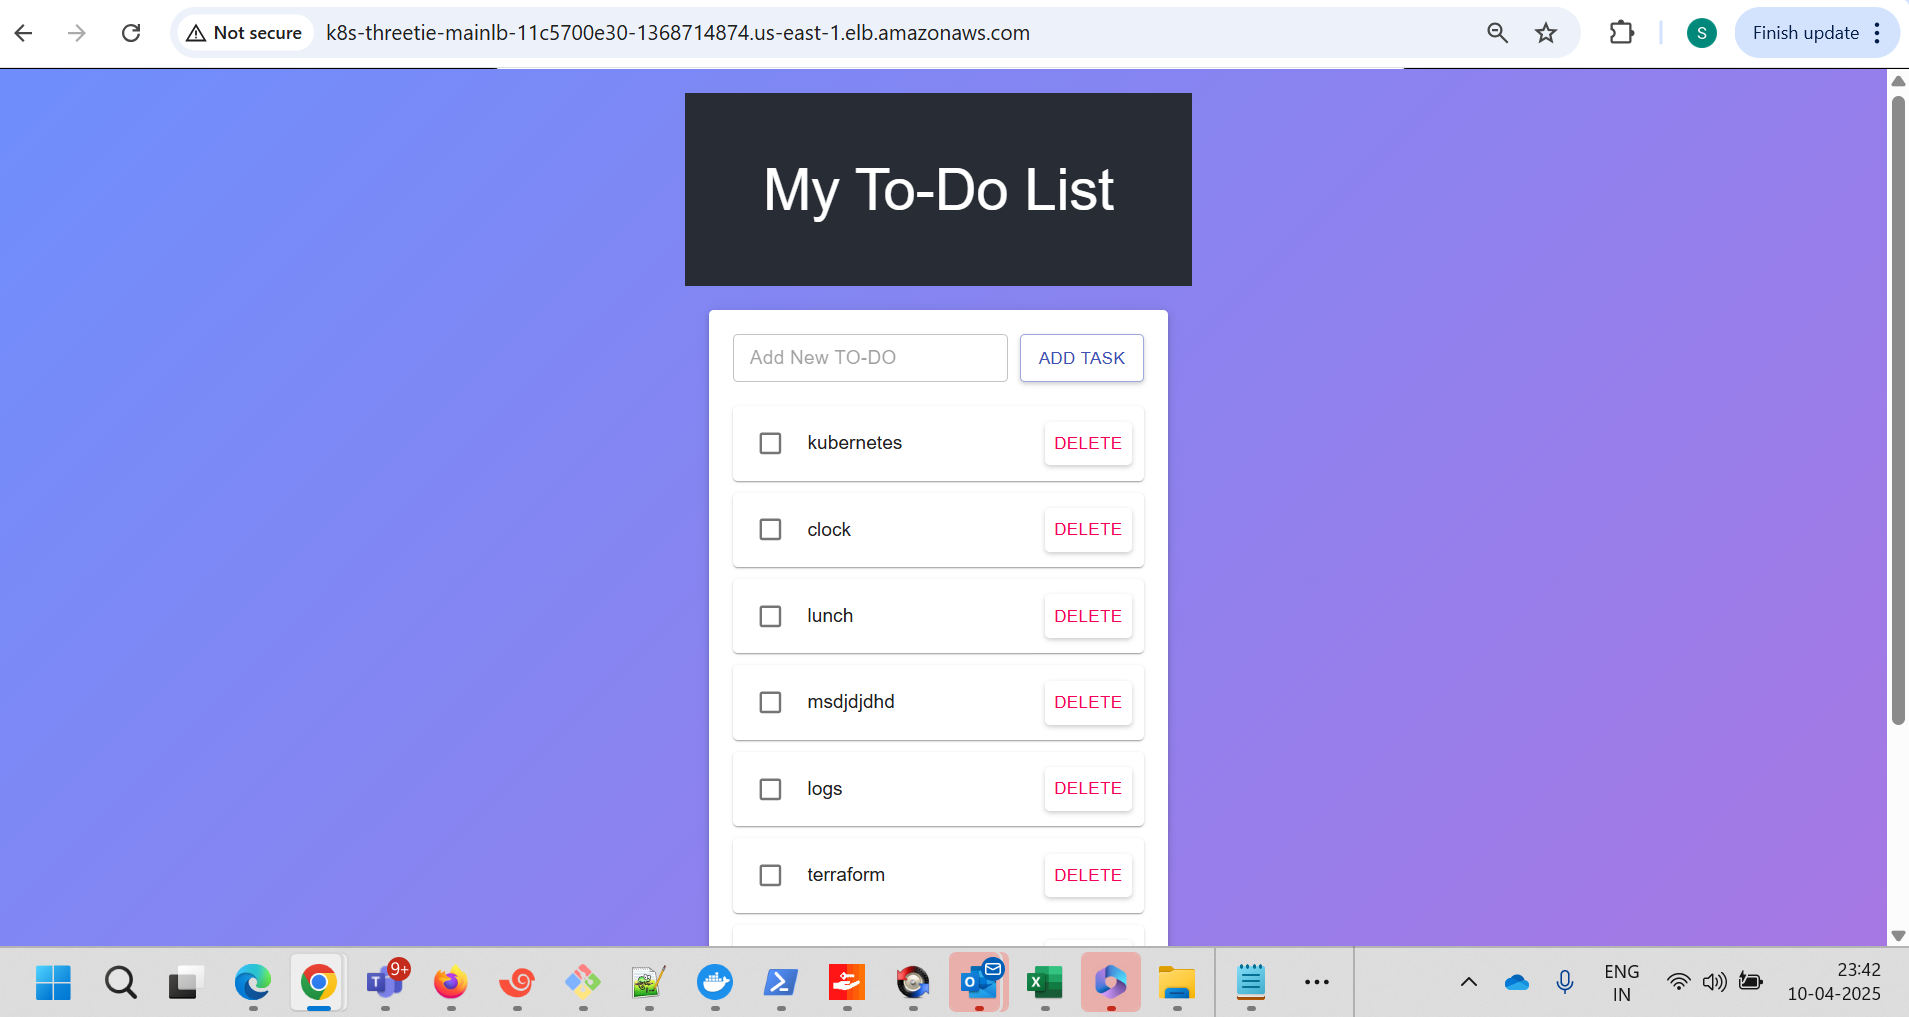 Not secure
k8s-threetie-mainlb-11c5700e30-1368714874.us-east-1.elb.amazonaws.com
S
Finish update
My To-Do List
Add New TO-DO
ADD TASK
kubernetes
DELETE
clock
DELETE
lunch
DELETE
msdjdjdhd
DELETE
logs
DELETE
terraform
DELETE
9+
ENG
IN
23:42
10-04-2025